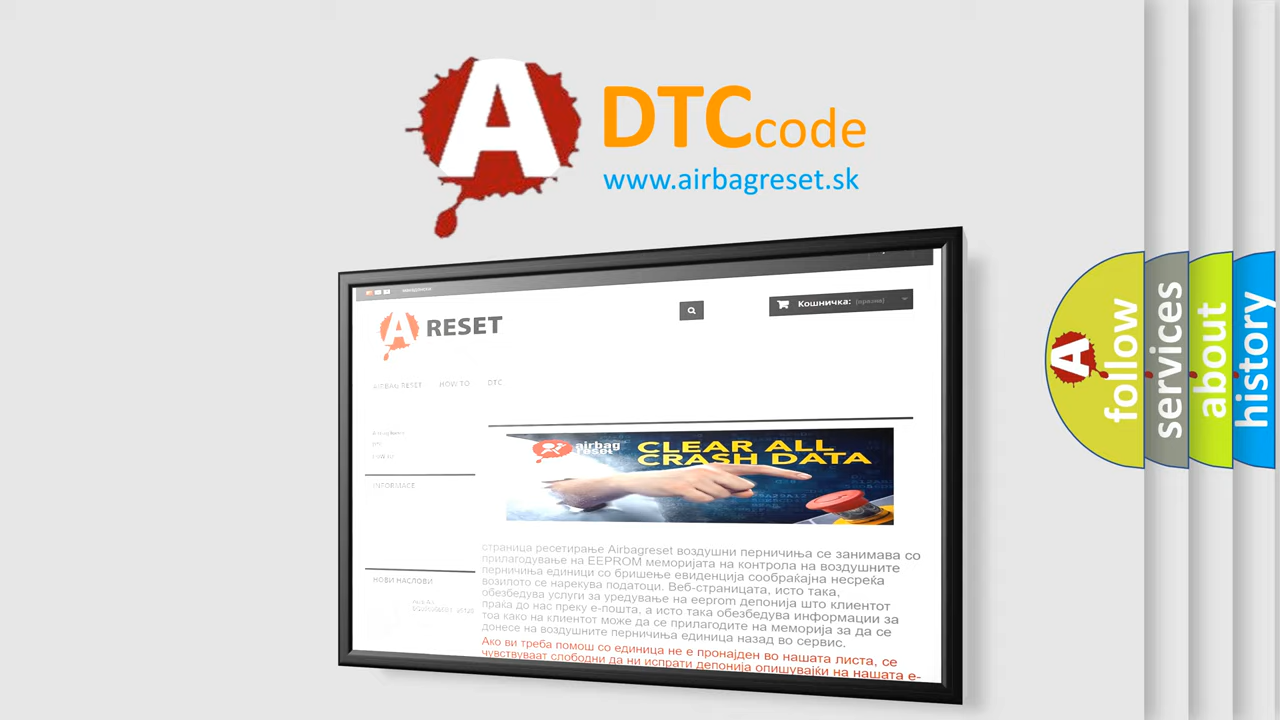 A
DTC code
www.airbagreset.sk
A RESET
Кошничка: (празна)
AIRBAG RESET HOW TO DTC
INFORMACE
НОВИ НАСЛОВИ
airbag
reset
CLEAR ALL
CRASH DATA
страница ресетирање Airbagreset воздушни перничиња се занимава со
прилагодување на EEPROM меморијата на контрола на воздушните
перничиња единици со бришење евиденција сообраќајна несреќа
возилото се нарекува податоци. Веб-страницата, исто така,
обезбедува услуги за уредување на eeprom депонија што клиентот
праќа до нас преку е-пошта, а исто така обезбедува информации за
тоа како на клиентот може да се прилагодите на меморија за да се
донесе на воздушните перничиња единица назад во сервис.
Ако ви треба помош со единица не е пронајден во нашата листа, се
чувствуваат слободни да ни испрати депонија опишувајќи на нашата е-
A
follow
services
about
history